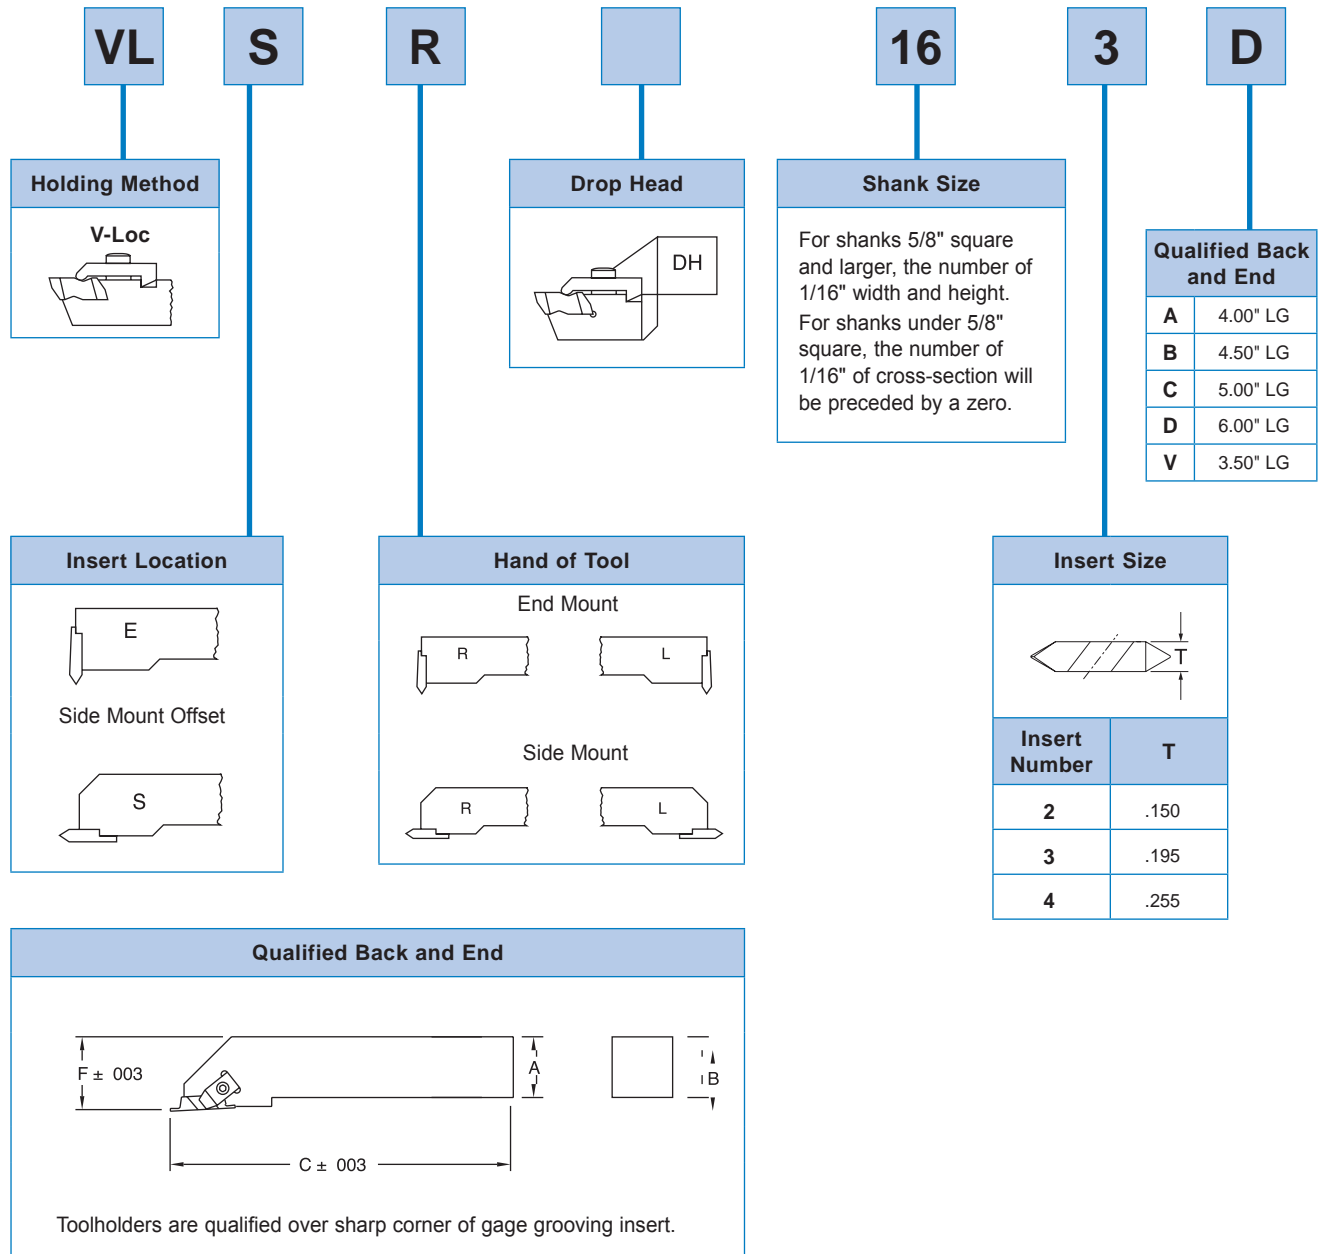 VL S R 16 3 D
Holding Method
V-Loc
Drop Head
DH
Shank Size
For shanks 5/8" square
and larger, the number of
1/16" width and height.
For shanks under 5/8"
square, the number of
1/16" of cross-section will
be preceded by a zero.
Qualified Back
and End
A 4.00" LG
B 4.50" LG
C 5.00" LG
D 6.00" LG
V 3.50" LG
Insert Location
E
Side Mount Offset
S
Hand of Tool
End Mount
R L
Side Mount
R L
Insert Size
T
Insert
Number
T
2 .150
3 .195
4 .255
Qualified Back and End
F ± 003
A
B
C ± 003
Toolholders are qualified over sharp corner of gage grooving insert.